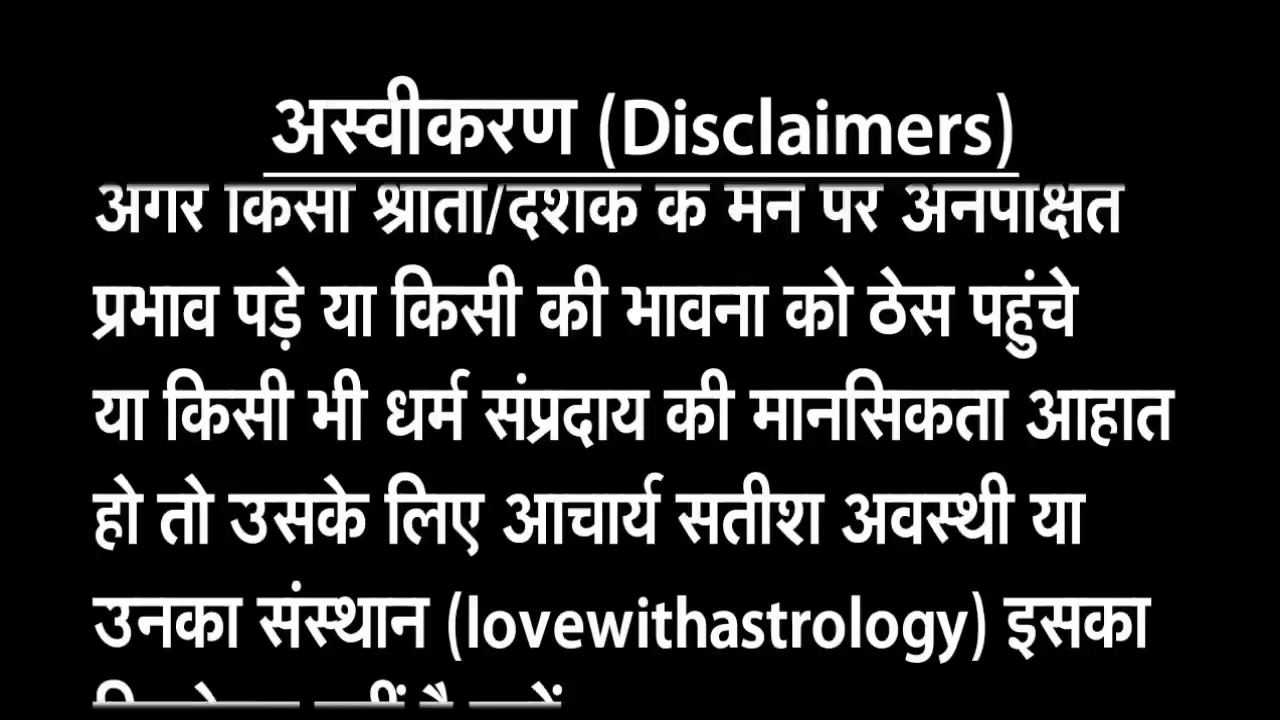 अस्वीकरण (Disclaimers)
अगर किसी श्रोता/दर्शक के मन पर अनपेक्षित
प्रभाव पड़े या किसी की भावना को ठेस पहुंचे
या किसी भी धर्म संप्रदाय की मानसिकता आहात
हो तो उसके लिए आचार्य सतीश अवस्थी या
उनका संस्थान (lovewithastrology) इसका